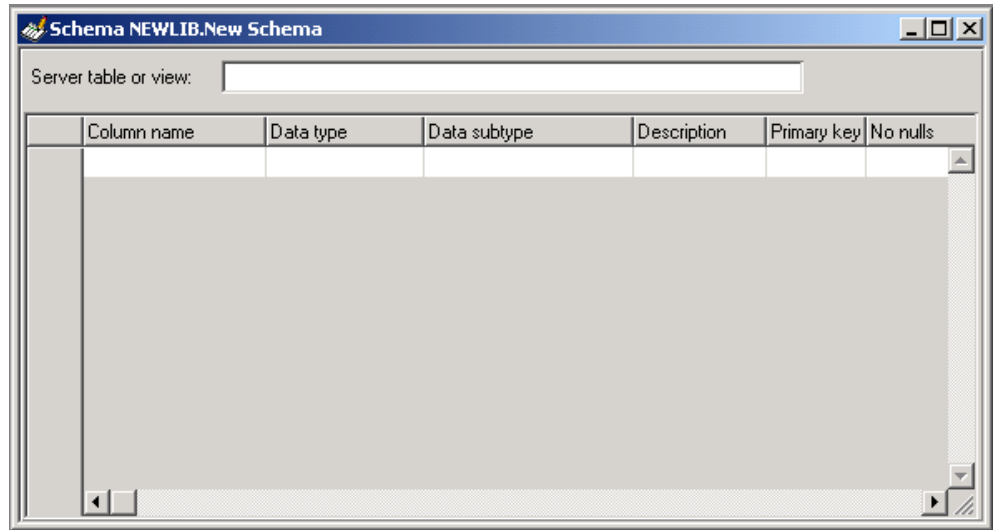 Schema NEWLIB.New Schema
Server table or view:
Column name Data type Data subtype Description Primary key No nulls